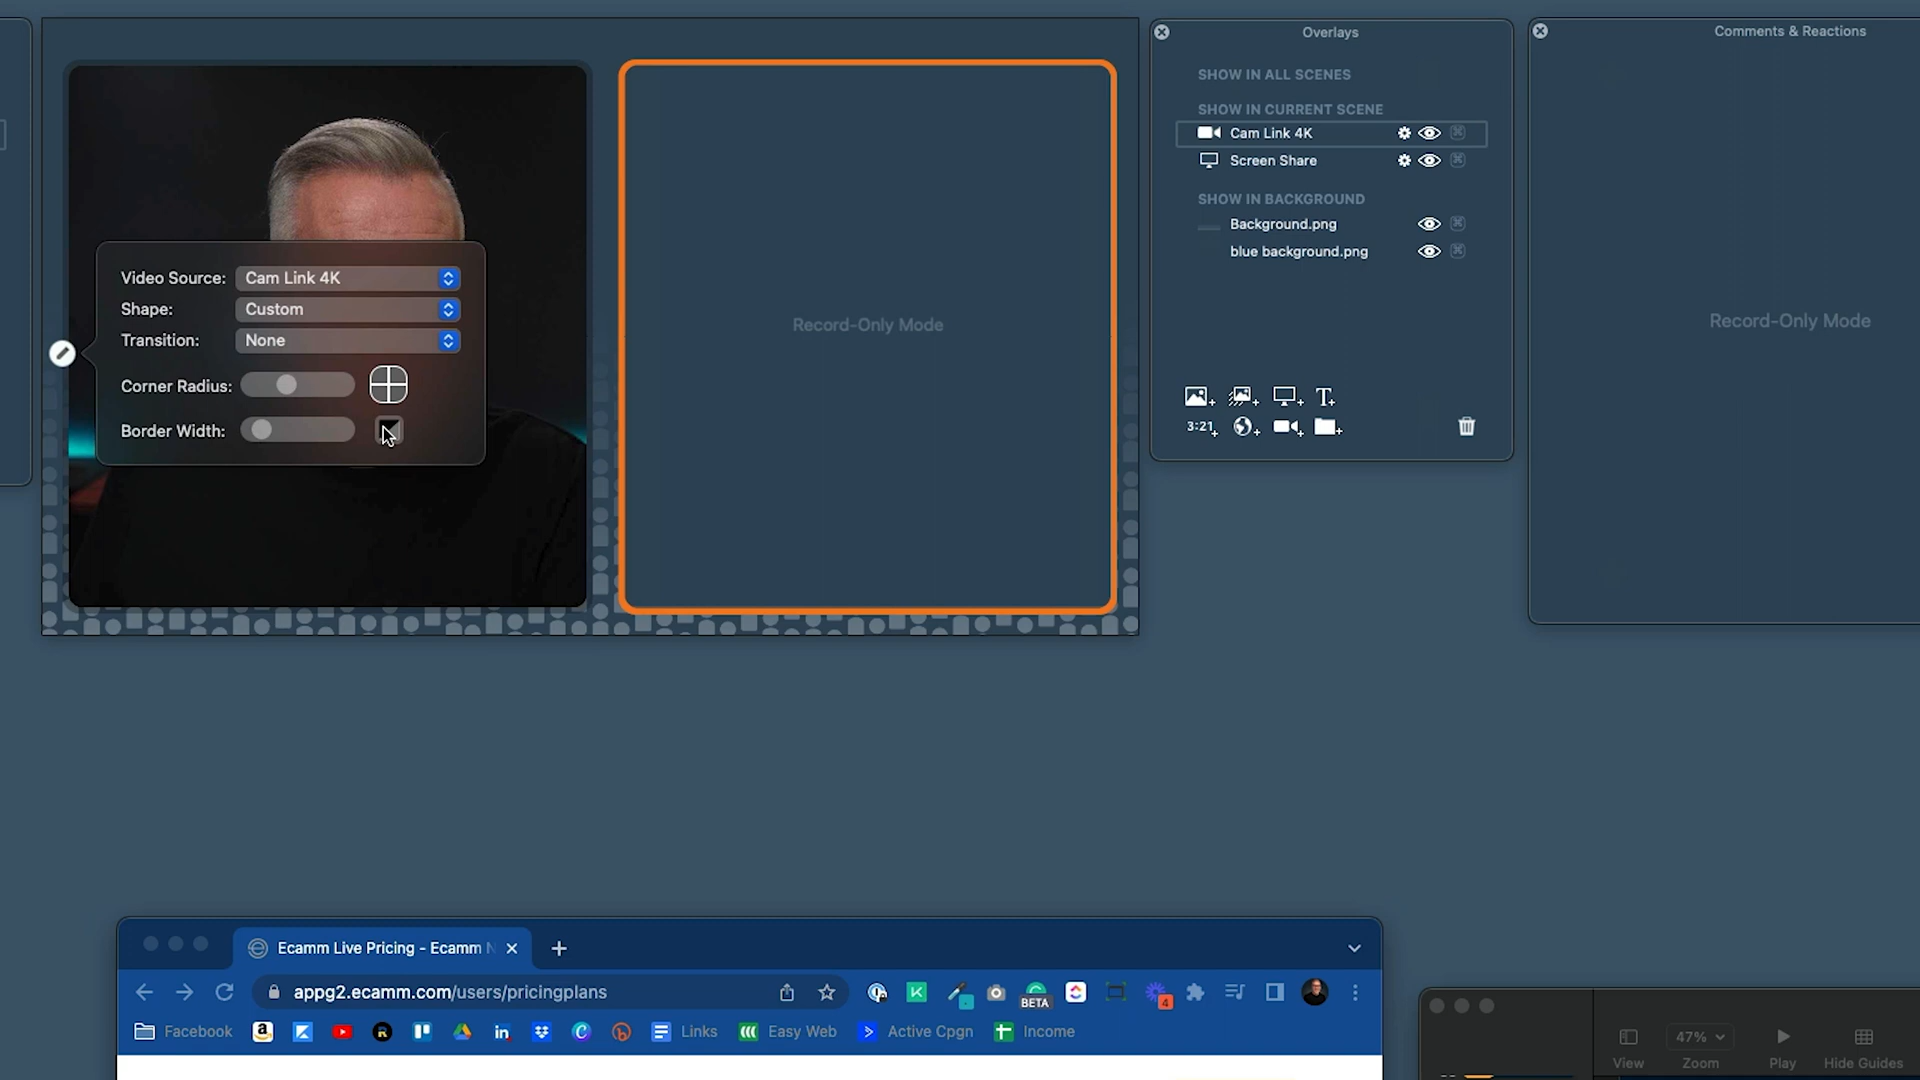 Video Source:
Cam Link 4K
Shape:
Custom
Transition:
None
Corner Radius:
Border Width:
Record-Only Mode
Overlays
SHOW IN ALL SCENES
SHOW IN CURRENT SCENE
Cam Link 4K
Screen Share
SHOW IN BACKGROUND
Background.png
blue background.png
T+
3:21+
Comments & Reactions
Record-Only Mode
Ecamm Live Pricing - Ecamm N
appg2.ecamm.com/users/pricingplans
BETA
4
Facebook
Links
Easy Web
Active Cpgn
Income
View
47%
Zoom
Play
Hide Guides